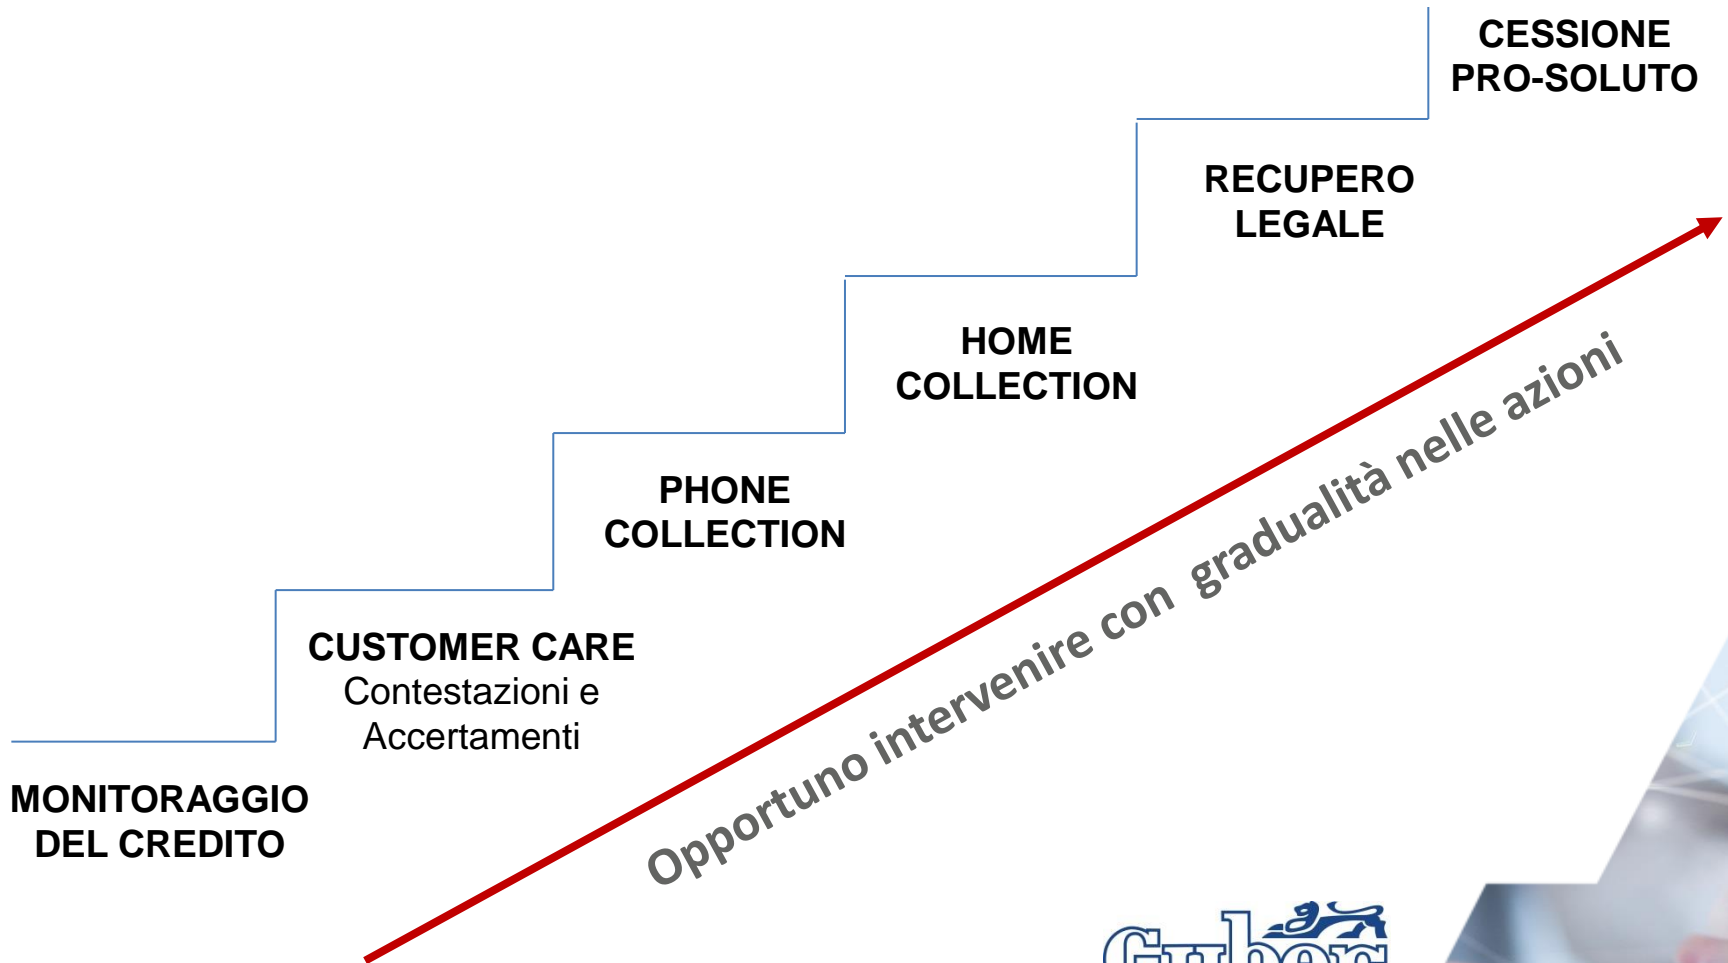 CESSIONE
PRO-SOLUTO
RECUPERO
LEGALE
HOME
COLLECTION
PHONE
COLLECTION
CUSTOMER CARE
Contestazioni e
Accertamenti
MONITORAGGIO
DEL CREDITO
Opportuno intervenire con  gradualità nelle azioni
Guber